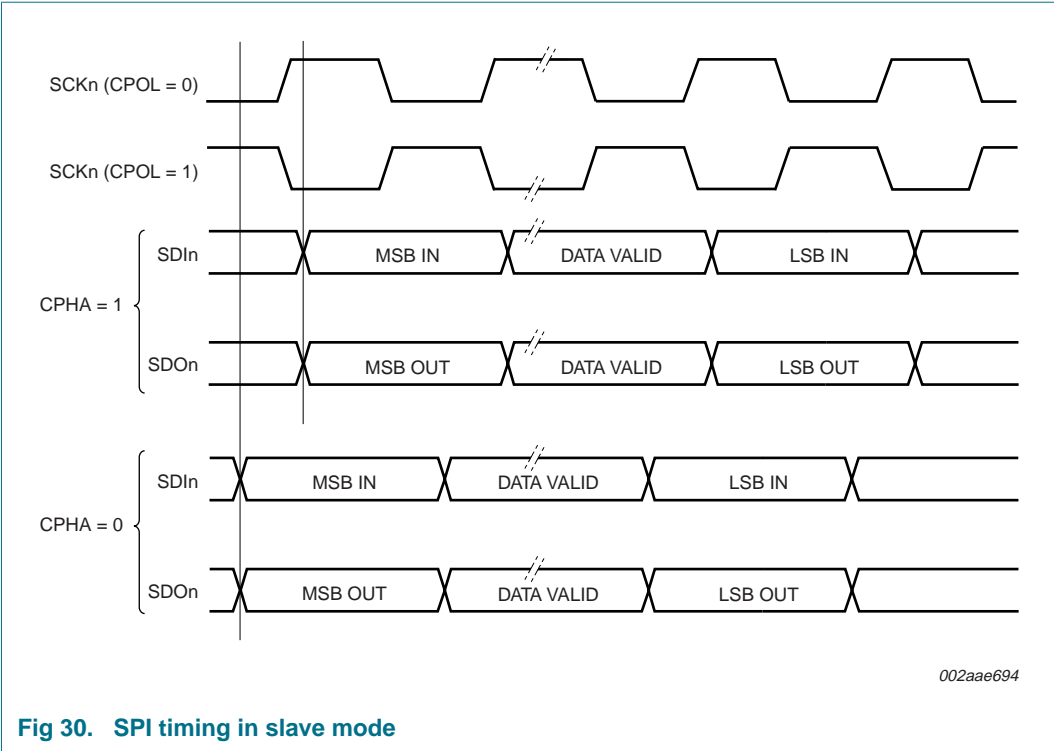 SCKn (CPOL = 0)
SCKn (CPOL = 1)
CPHA = 1
SDIn
MSB IN
DATA VALID
LSB IN
SDOn
MSB OUT
DATA VALID
LSB OUT
CPHA = 0
SDIn
MSB IN
DATA VALID
LSB IN
SDOn
MSB OUT
DATA VALID
LSB OUT
002aae694
Fig 30. SPI timing in slave mode